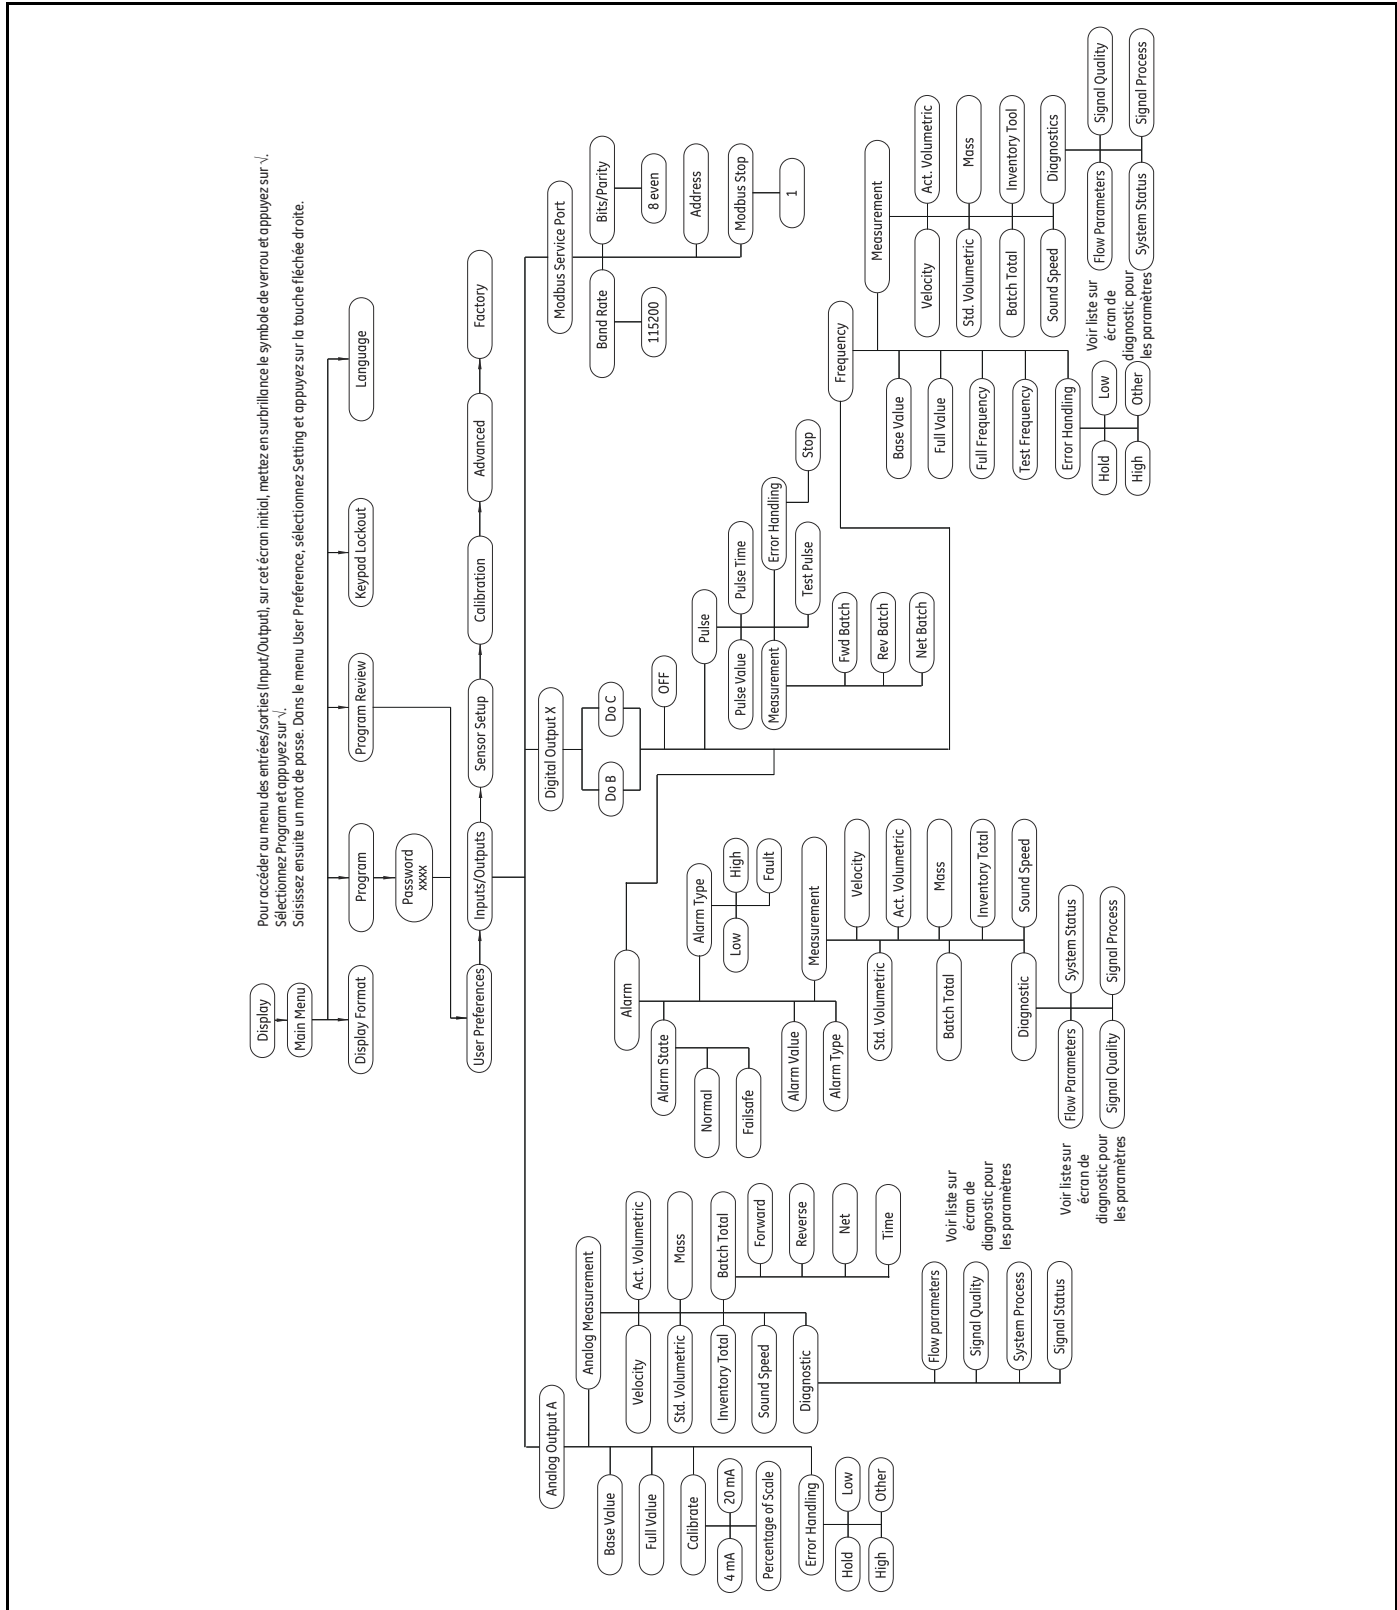 Pour accéder au menu des entrées/sorties (Input/Output), sur cet écran initial, mettez en surbrillance le symbole de verrou et appuyez sur √.
Sélectionnez Program et appuyez sur √.
Saisissez ensuite un mot de passe. Dans le menu User Preference, sélectionnez Setting et appuyez sur la touche fléchée droite.
Display
Main Menu
Display Format
Program
Program Review
Keypad Lockout
Language
Password
xxxx
User Preferences
Inputs/Outputs
Sensor Setup
Calibration
Advanced
Factory
Analog Output A
Base Value
Full Value
Calibrate
4 mA
20 mA
Percentage of Scale
Error Handling
Hold
Low
High
Other
Analog Measurement
Velocity
Act. Volumetric
Std. Volumetric
Mass
Inventory Total
Batch Total
Forward
Reverse
Net
Time
Sound Speed
Diagnostic
Flow parameters
Signal Quality
System Process
Signal Status
Voir liste sur
écran de
diagnostic pour
les paramètres
Digital Output X
Do B
Do C
OFF
Alarm
Alarm State
Normal
Failsafe
Alarm Type
Low
High
Fault
Alarm Value
Alarm Type
Measurement
Velocity
Std. Volumetric
Act. Volumetric
Mass
Batch Total
Inventory Total
Diagnostic
Sound Speed
Flow Parameters
System Status
Signal Quality
Signal Process
Voir liste sur
écran de
diagnostic pour
les paramètres
Pulse
Pulse Value
Pulse Time
Measurement
Error Handling
Stop
Test Pulse
Fwd Batch
Rev Batch
Net Batch
Frequency
Base Value
Full Value
Full Frequency
Test Frequency
Error Handling
Hold
Low
High
Other
Measurement
Velocity
Act. Volumetric
Std. Volumetric
Mass
Batch Total
Inventory Tool
Sound Speed
Diagnostics
Flow Parameters
Signal Quality
System Status
Signal Process
Voir liste sur
écran de
diagnostic pour
les paramètres
Modbus Service Port
Band Rate
Bits/Parity
115200
8 even
Address
Modbus Stop
1